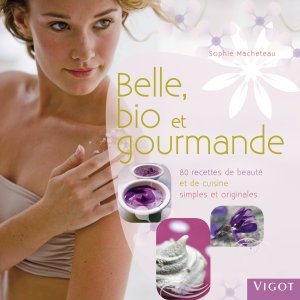 Sophie Macheteau
Belle,
bio et
gourmande
80 recettes de beauté
et de cuisine
simples et originales
VIGOT